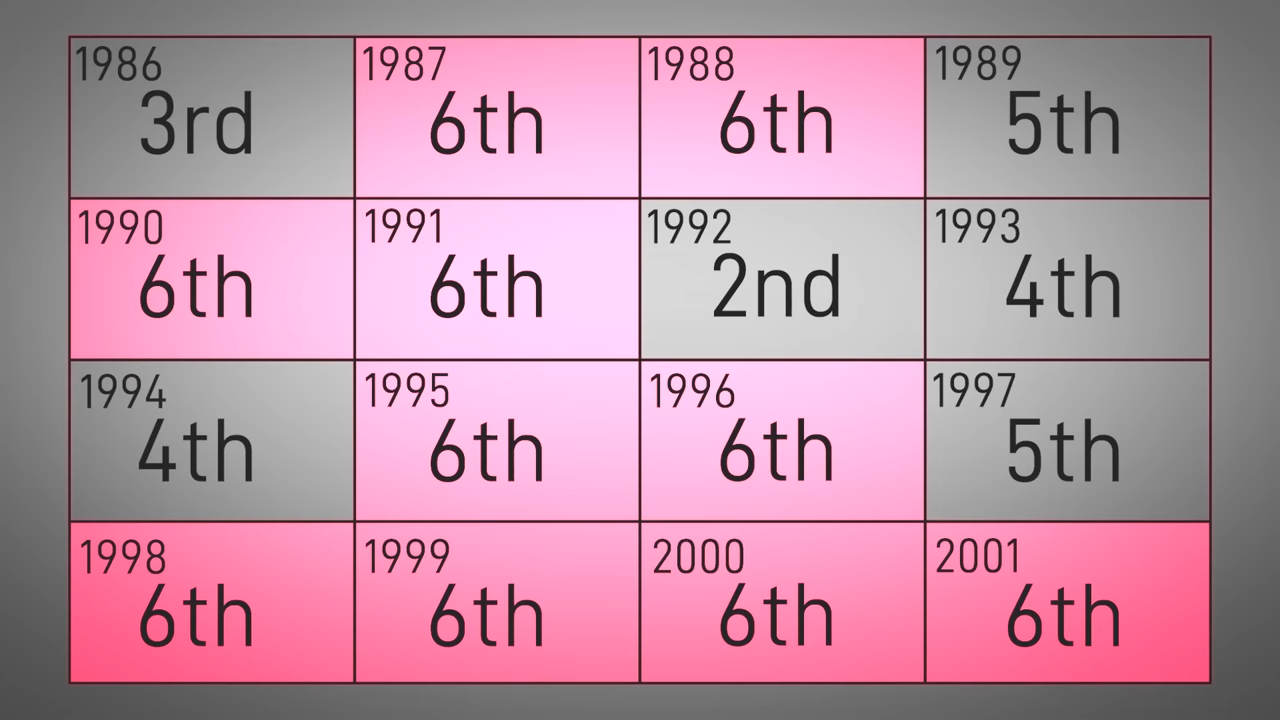 1986 1987 1988 1989
3rd 6th 6th 5th
1990 1991 1992 1993
6th 6th 2nd 4th
1994 1995 1996 1997
4th 6th 6th 5th
1998 1999 2000 2001
6th 6th 6th 6th